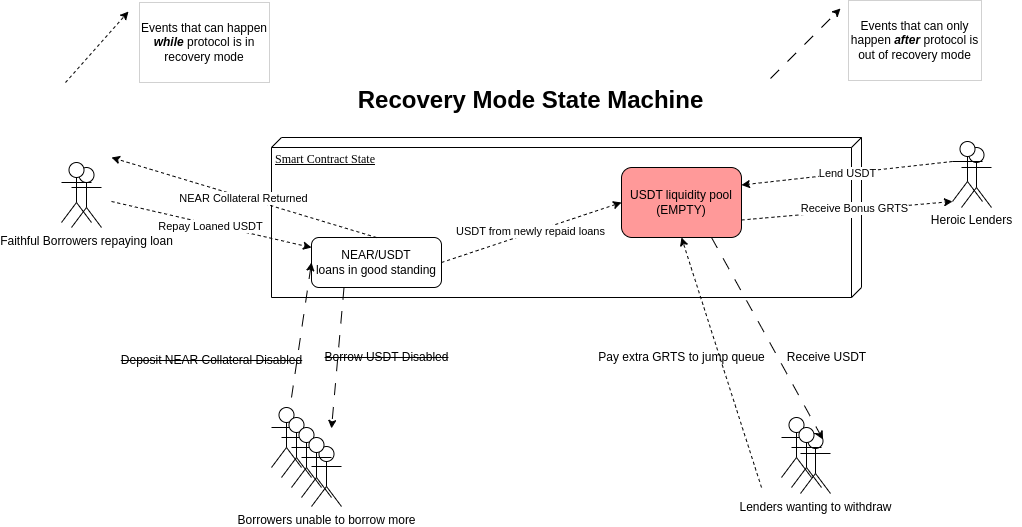 Events that can happen
while protocol is in
recovery mode
Events that can only
happen after protocol is
out of recovery mode
Recovery Mode State Machine
Smart Contract State
NEAR Collateral Returned
Repay Loaned USDT
Faithful Borrowers repaying loan
NEAR/USDT
loans in good standing
USDT from newly repaid loans
USDT liquidity pool
(EMPTY)
Lend USDT
Receive Bonus GRTS
Heroic Lenders
Deposit NEAR Collateral Disabled
Borrow USDT Disabled
Pay extra GRTS to jump queue
Receive USDT
Borrowers unable to borrow more
Lenders wanting to withdraw